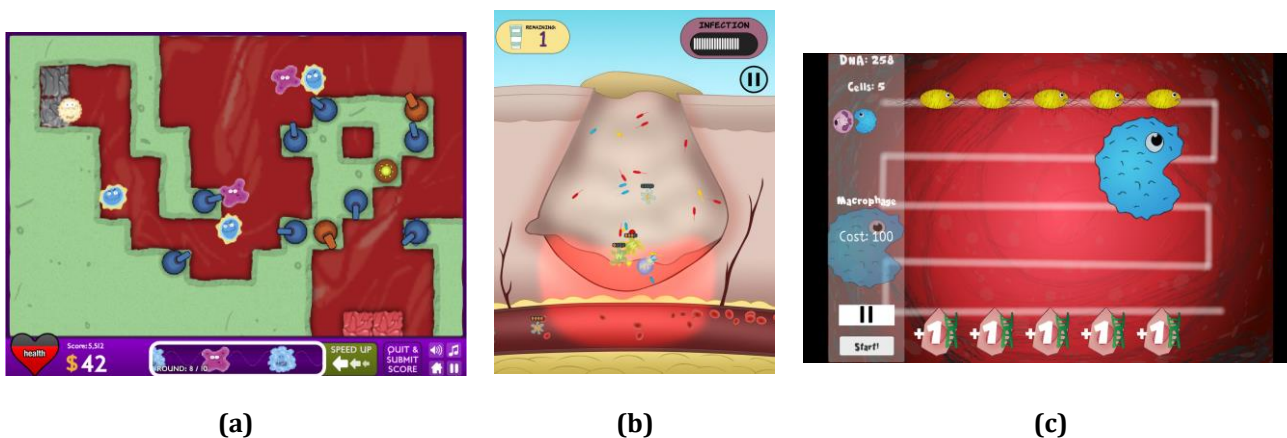 health
Score:5,512
$42
ROUND: 8 / 10
SPEED UP
QUIT &
SUBMIT
SCORE
(a)
REMAINING:
1
INFECTION
(b)
DNA: 258
Cells: 5
Macrophage
Cost: 100
Start!
+1 +1 +1 +1 +1
(c)